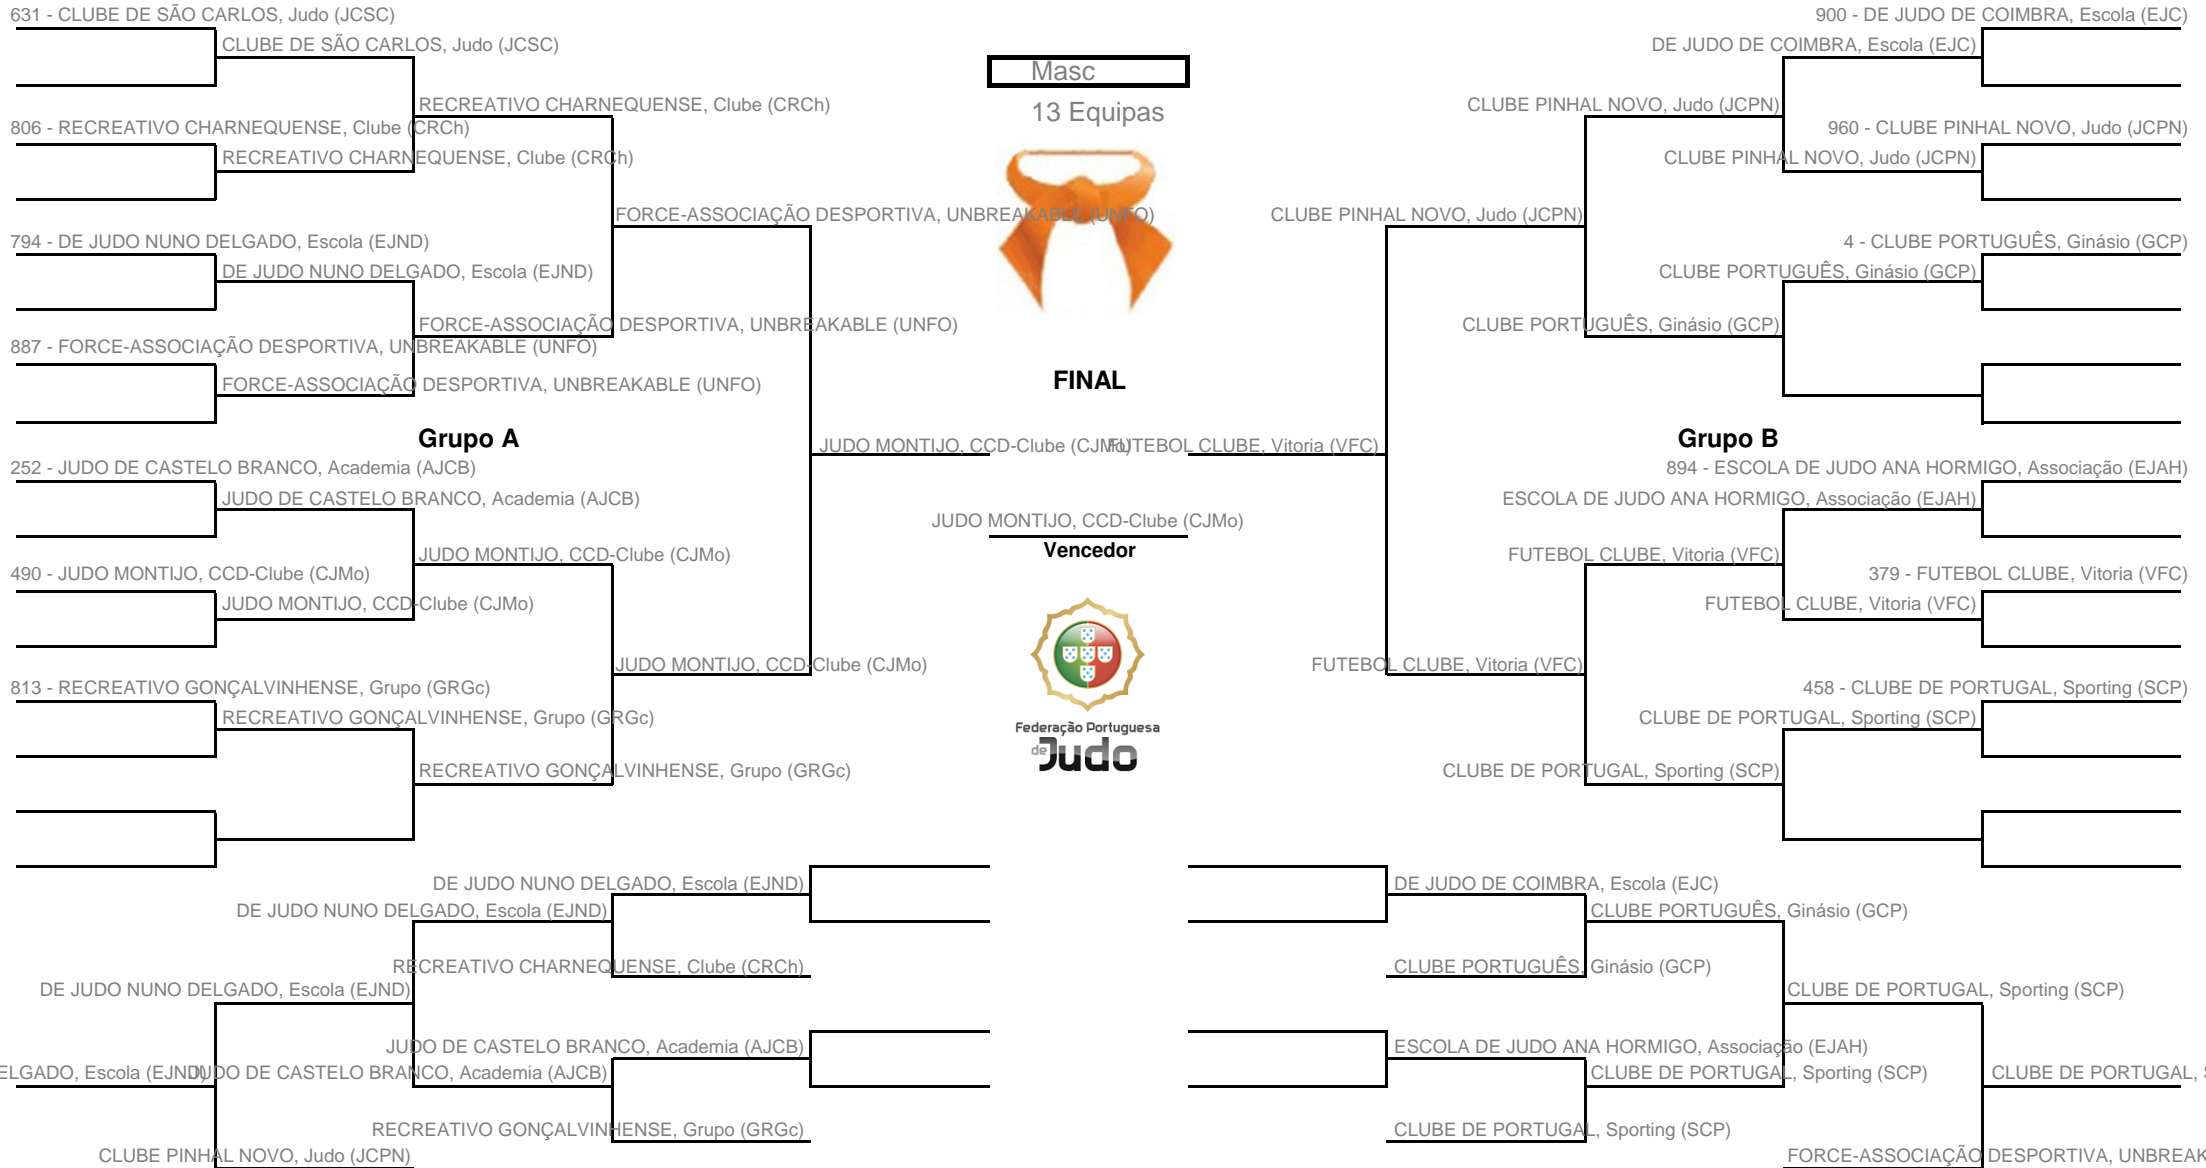 631 - CLUBE DE SÃO CARLOS, Judo (JCSC)
CLUBE DE SÃO CARLOS, Judo (JCSC)
RECREATIVO CHARNEQUENSE, Clube (CRCh)
806 - RECREATIVO CHARNEQUENSE, Clube (CRCh)
RECREATIVO CHARNEQUENSE, Clube (CRCh)
FORCE-ASSOCIAÇÃO DESPORTIVA, UNBREAKABLE (UNFO)
794 - DE JUDO NUNO DELGADO, Escola (EJND)
DE JUDO NUNO DELGADO, Escola (EJND)
FORCE-ASSOCIAÇÃO DESPORTIVA, UNBREAKABLE (UNFO)
887 - FORCE-ASSOCIAÇÃO DESPORTIVA, UNBREAKABLE (UNFO)
FORCE-ASSOCIAÇÃO DESPORTIVA, UNBREAKABLE (UNFO)
Grupo A
JUDO MONTIJO, CCD-Clube (CJMo)
252 - JUDO DE CASTELO BRANCO, Academia (AJCB)
JUDO DE CASTELO BRANCO, Academia (AJCB)
JUDO MONTIJO, CCD-Clube (CJMo)
490 - JUDO MONTIJO, CCD-Clube (CJMo)
JUDO MONTIJO, CCD-Clube (CJMo)
JUDO MONTIJO, CCD-Clube (CJMo)
813 - RECREATIVO GONÇALVINHENSE, Grupo (GRGc)
RECREATIVO GONÇALVINHENSE, Grupo (GRGc)
RECREATIVO GONÇALVINHENSE, Grupo (GRGc)
Masc
13 Equipas
FINAL
JUDO MONTIJO, CCD-Clube (CJMo)
Vencedor
Federação Portuguesa
de Judo
900 - DE JUDO DE COIMBRA, Escola (EJC)
DE JUDO DE COIMBRA, Escola (EJC)
CLUBE PINHAL NOVO, Judo (JCPN)
960 - CLUBE PINHAL NOVO, Judo (JCPN)
CLUBE PINHAL NOVO, Judo (JCPN)
CLUBE PINHAL NOVO, Judo (JCPN)
4 - CLUBE PORTUGUÊS, Ginásio (GCP)
CLUBE PORTUGUÊS, Ginásio (GCP)
CLUBE PORTUGUÊS, Ginásio (GCP)
Grupo B
FUTEBOL CLUBE, Vitoria (VFC)
894 - ESCOLA DE JUDO ANA HORMIGO, Associação (EJAH)
ESCOLA DE JUDO ANA HORMIGO, Associação (EJAH)
FUTEBOL CLUBE, Vitoria (VFC)
379 - FUTEBOL CLUBE, Vitoria (VFC)
FUTEBOL CLUBE, Vitoria (VFC)
FUTEBOL CLUBE, Vitoria (VFC)
458 - CLUBE DE PORTUGAL, Sporting (SCP)
CLUBE DE PORTUGAL, Sporting (SCP)
CLUBE DE PORTUGAL, Sporting (SCP)
DE JUDO NUNO DELGADO, Escola (EJND)
DE JUDO NUNO DELGADO, Escola (EJND)
RECREATIVO CHARNEQUENSE, Clube (CRCh)
DE JUDO NUNO DELGADO, Escola (EJND)
JUDO DE CASTELO BRANCO, Academia (AJCB)
ELGADO, Escola (EJND)
JUDO DE CASTELO BRANCO, Academia (AJCB)
RECREATIVO GONÇALVINHENSE, Grupo (GRGc)
CLUBE PINHAL NOVO, Judo (JCPN)
DE JUDO DE COIMBRA, Escola (EJC)
CLUBE PORTUGUÊS, Ginásio (GCP)
CLUBE PORTUGUÊS, Ginásio (GCP)
CLUBE DE PORTUGAL, Sporting (SCP)
ESCOLA DE JUDO ANA HORMIGO, Associação (EJAH)
CLUBE DE PORTUGAL, Sporting (SCP)
CLUBE DE PORTUGAL,
CLUBE DE PORTUGAL, Sporting (SCP)
FORCE-ASSOCIAÇÃO DESPORTIVA, UNBREAK